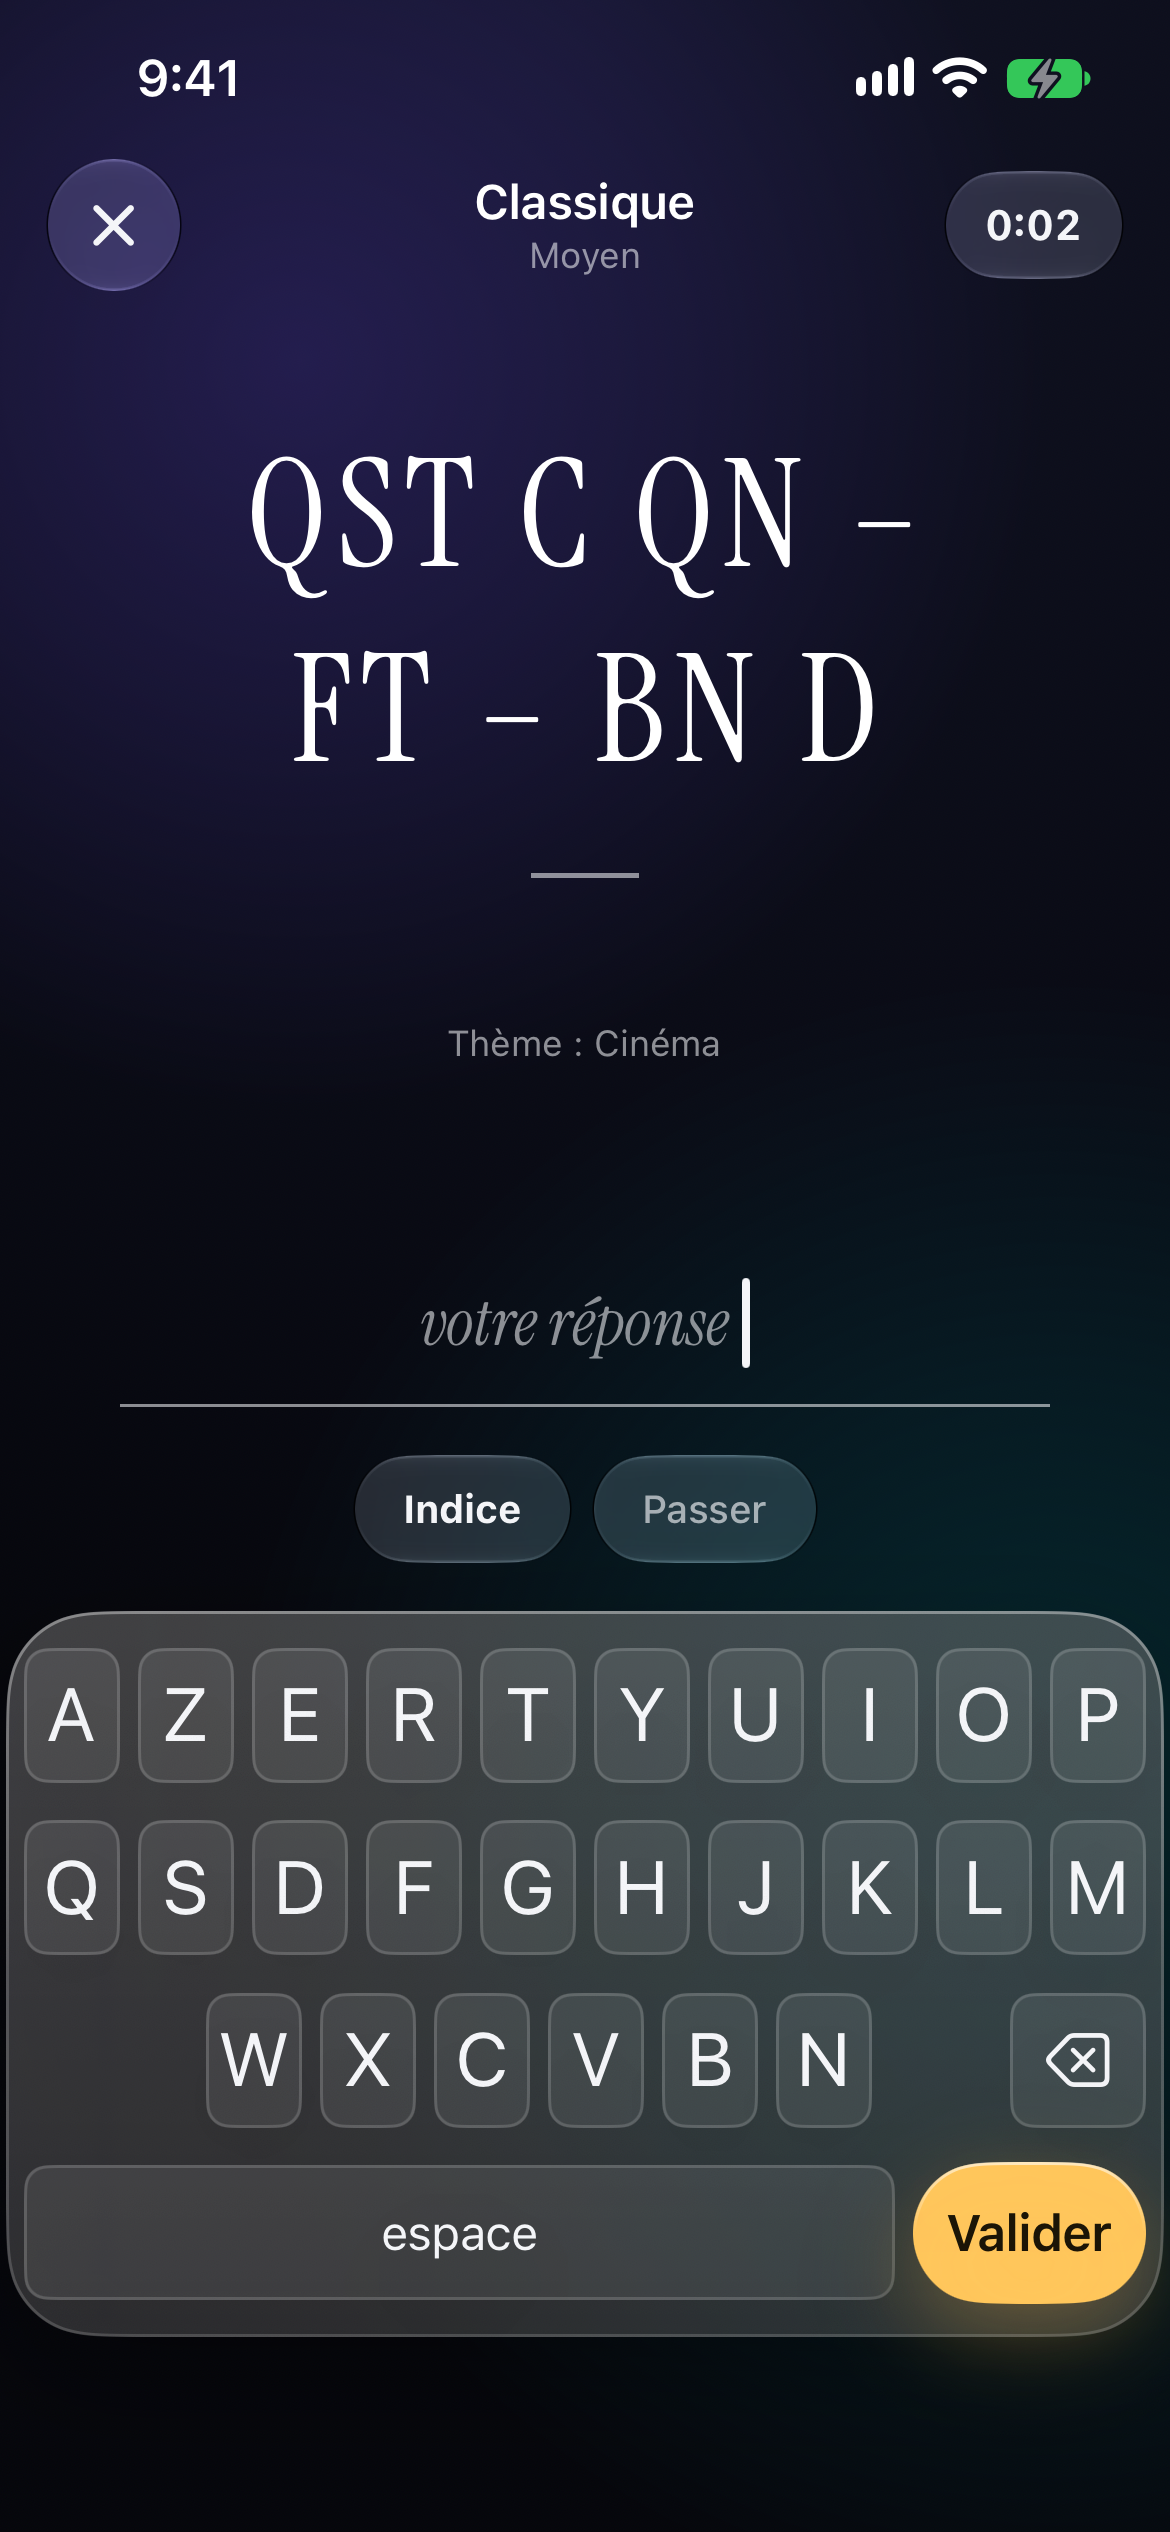 9:41
Classique
Moyen
0:02
QST C QN –
FT – BN D
Thème : Cinéma
votre réponse
Indice
Passer
A Z E R T Y U I O P
Q S D F G H J K L M
W X C V B N
espace
Valider